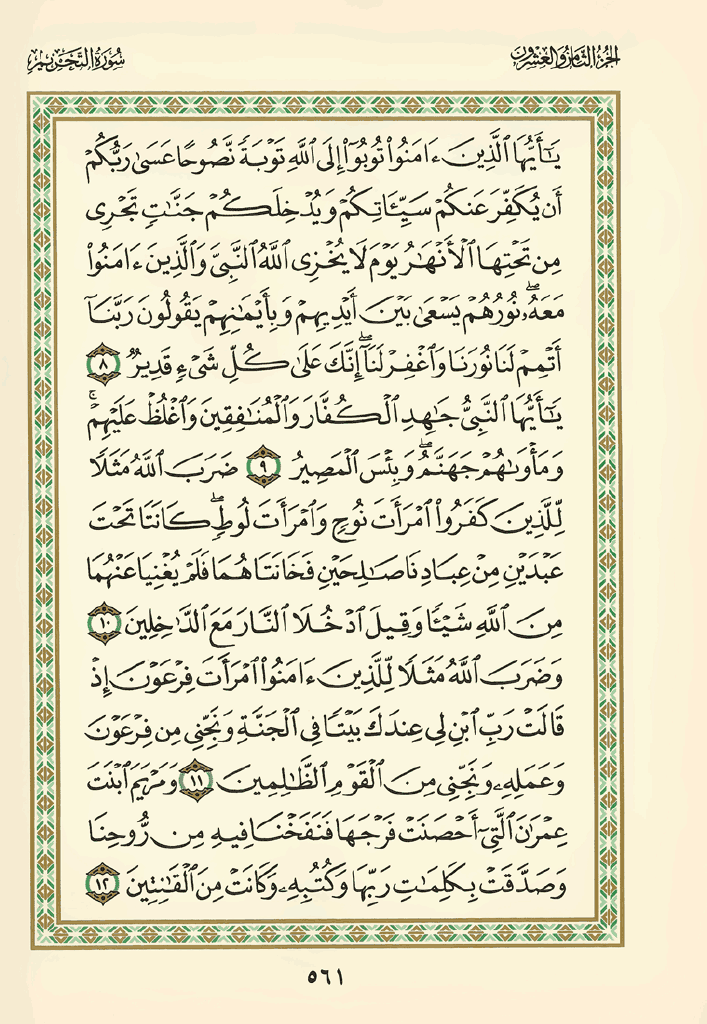 الجزء الثامن والعشرون
سورة التحريم
يَٰٓأَيُّهَا ٱلَّذِينَ ءَامَنُواْ تُوبُوٓاْ إِلَى ٱللَّهِ تَوۡبَةٗ نَّصُوحًا عَسَىٰ رَبُّكُمۡ
أَن يُكَفِّرَ عَنكُمۡ سَيِّـَٔاتِكُمۡ وَيُدۡخِلَكُمۡ جَنَّٰتٖ تَجۡرِي
مِن تَحۡتِهَا ٱلۡأَنۡهَٰرُ يَوۡمَ لَا يُخۡزِي ٱللَّهُ ٱلنَّبِيَّ وَٱلَّذِينَ ءَامَنُواْ
مَعَهُۥۖ نُورُهُمۡ يَسۡعَىٰ بَيۡنَ أَيۡدِيهِمۡ وَبِأَيۡمَٰنِهِمۡ يَقُولُونَ رَبَّنَآ
أَتۡمِمۡ لَنَا نُورَنَا وَٱغۡفِرۡ لَنَآۖ إِنَّكَ عَلَىٰ كُلِّ شَيۡءٖ قَدِيرٞ ٨
يَٰٓأَيُّهَا ٱلنَّبِيُّ جَٰهِدِ ٱلۡكُفَّارَ وَٱلۡمُنَٰفِقِينَ وَٱغۡلُظۡ عَلَيۡهِمۡۚ
وَمَأۡوَىٰهُمۡ جَهَنَّمُۖ وَبِئۡسَ ٱلۡمَصِيرُ ٩ ضَرَبَ ٱللَّهُ مَثَلٗا
لِّلَّذِينَ كَفَرُواْ ٱمۡرَأَتَ نُوحٖ وَٱمۡرَأَتَ لُوطٖۖ كَانَتَا تَحۡتَ
عَبۡدَيۡنِ مِنۡ عِبَادِنَا صَٰلِحَيۡنِ فَخَانَتَاهُمَا فَلَمۡ يُغۡنِيَا عَنۡهُمَا
مِنَ ٱللَّهِ شَيۡـٔٗا وَقِيلَ ٱدۡخُلَا ٱلنَّارَ مَعَ ٱلدَّٰخِلِينَ ١٠
وَضَرَبَ ٱللَّهُ مَثَلٗا لِّلَّذِينَ ءَامَنُواْ ٱمۡرَأَتَ فِرۡعَوۡنَ إِذۡ
قَالَتۡ رَبِّ ٱبۡنِ لِي عِندَكَ بَيۡتٗا فِي ٱلۡجَنَّةِ وَنَجِّنِي مِن فِرۡعَوۡنَ
وَعَمَلِهِۦ وَنَجِّنِي مِنَ ٱلۡقَوۡمِ ٱلظَّٰلِمِينَ ١١ وَمَرۡيَمَ ٱبۡنَتَ
عِمۡرَٰنَ ٱلَّتِيٓ أَحۡصَنَتۡ فَرۡجَهَا فَنَفَخۡنَا فِيهِ مِن رُّوحِنَا
وَصَدَّقَتۡ بِكَلِمَٰتِ رَبِّهَا وَكُتُبِهِۦ وَكَانَتۡ مِنَ ٱلۡقَٰنِتِينَ ١٢
٥٦١